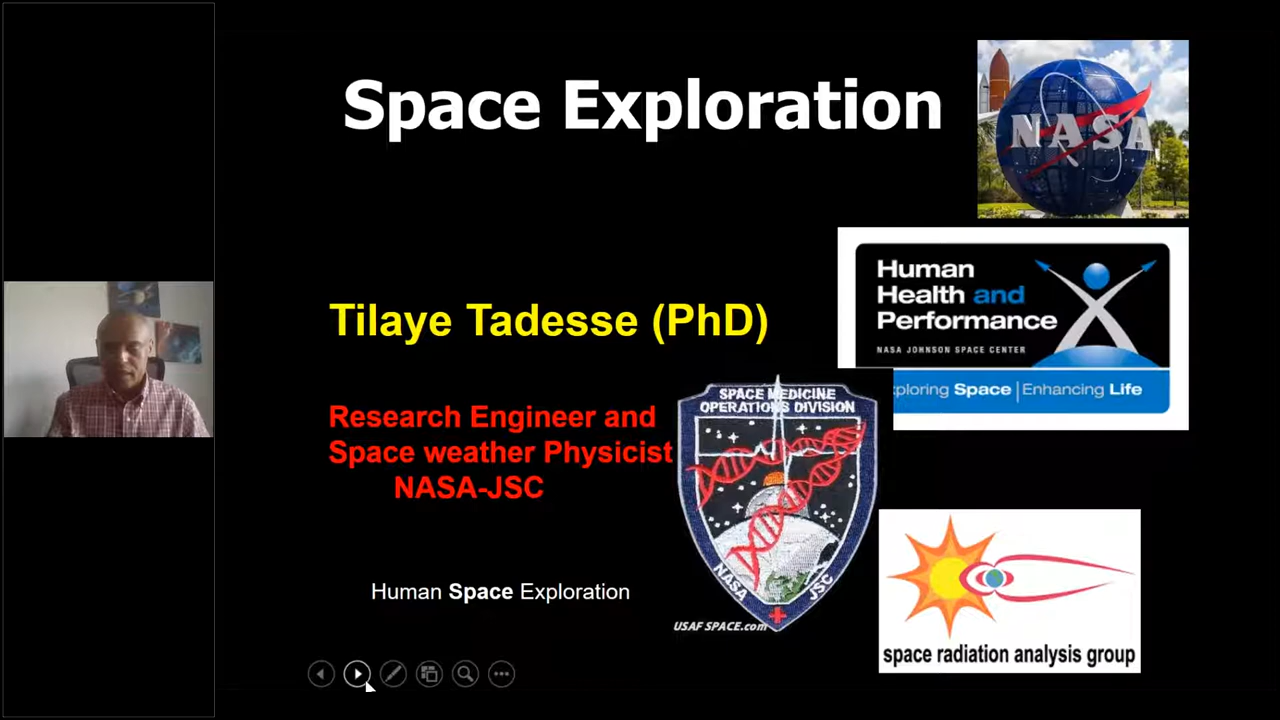 Space Exploration
NASA
Human
Health and
Performance
NASA JOHNSON SPACE CENTER
xploring Space | Enhancing Life
Tilaye Tadesse (PhD)
Research Engineer and
Space weather Physicist
NASA-JSC
SPACE MEDICINE
OPERATIONS DIVISION
NASA
JSC
USAF SPACE.com
Human Space Exploration
space radiation analysis group